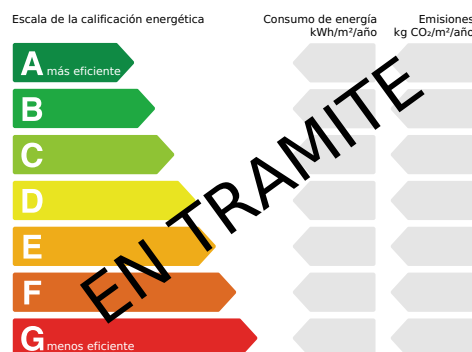 Escala de la calificación energética
Consumo de energía
kWh/m²/año
Emisiones
kg CO₂/m²/año
A más eficiente
B
C
D
E
F
G menos eficiente
EN TRAMITE